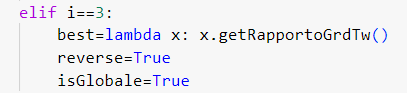 elif i==3:
    best=lambda x: x.getRapportoGrdTw()
    reverse=True
    isGlobale=True